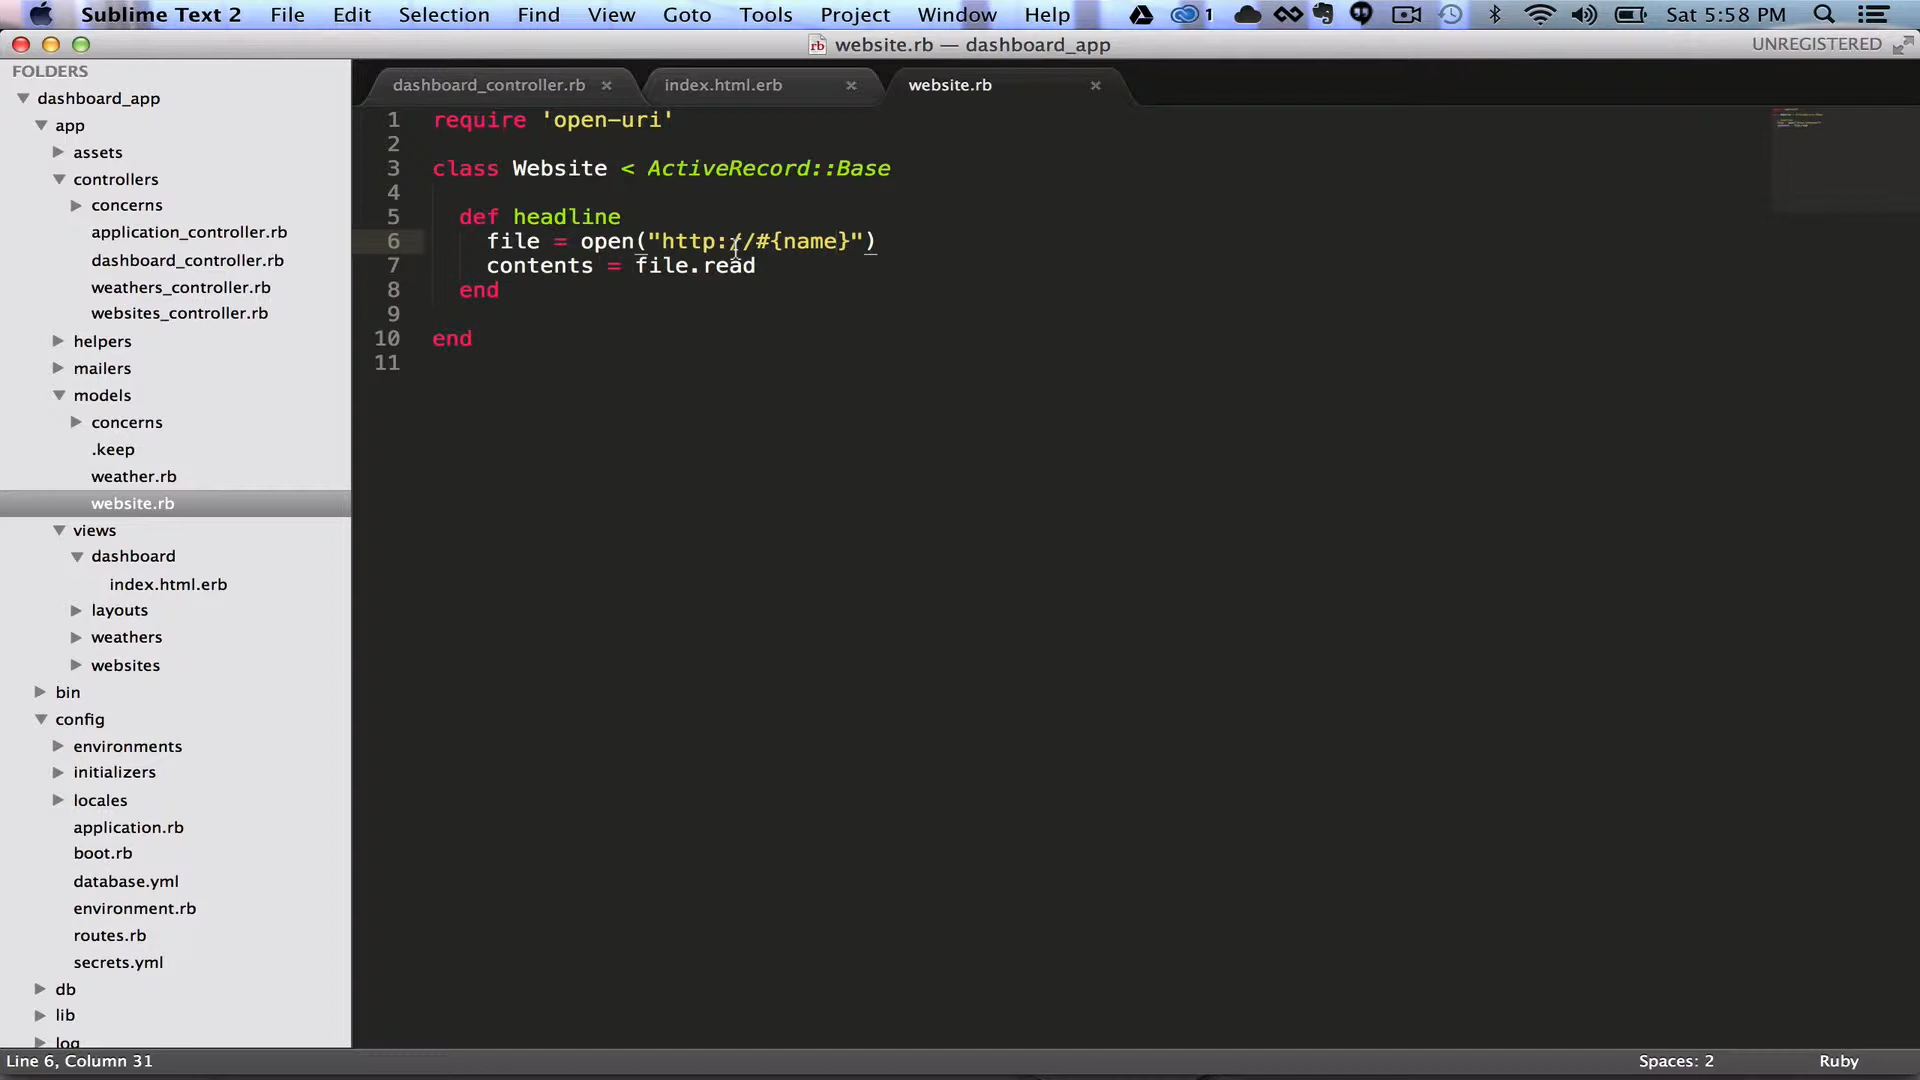 Sublime Text 2 File Edit Selection Find View Goto Tools Project Window Help 1 Sat 5:58 PM
website.rb — dashboard_app UNREGISTERED
FOLDERS
dashboard_app
app
assets
controllers
concerns
application_controller.rb
dashboard_controller.rb
weathers_controller.rb
websites_controller.rb
helpers
mailers
models
concerns
.keep
weather.rb
website.rb
views
dashboard
index.html.erb
layouts
weathers
websites
bin
config
environments
initializers
locales
application.rb
boot.rb
database.yml
environment.rb
routes.rb
secrets.yml
db
lib
log
dashboard_controller.rb × index.html.erb × website.rb ×
1 require 'open-uri'
2
3 class Website < ActiveRecord::Base
4
5 def headline
6 file = open("http://#{name}")
7 contents = file.read
8 end
9
10 end
11
Line 6, Column 31 Spaces: 2 Ruby